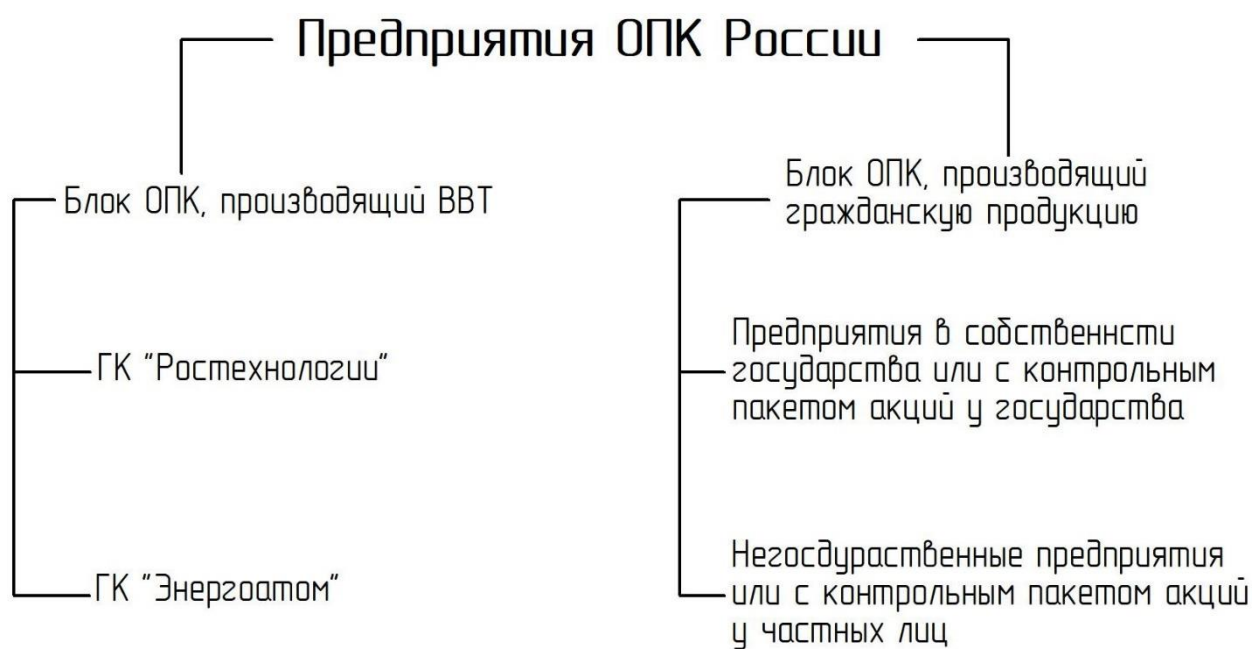 Предприятия ОПК России
Блок ОПК, производящий ВВТ
ГК "Ростехнологии"
ГК "Энергоатом"
Блок ОПК, производящий
гражданскую продукцию
Предприятия в собственнсти
государства или с контрольным
пакетом акций у государства
Негосдураственные предприятия
или с контрольным пакетом акций
у частных лиц